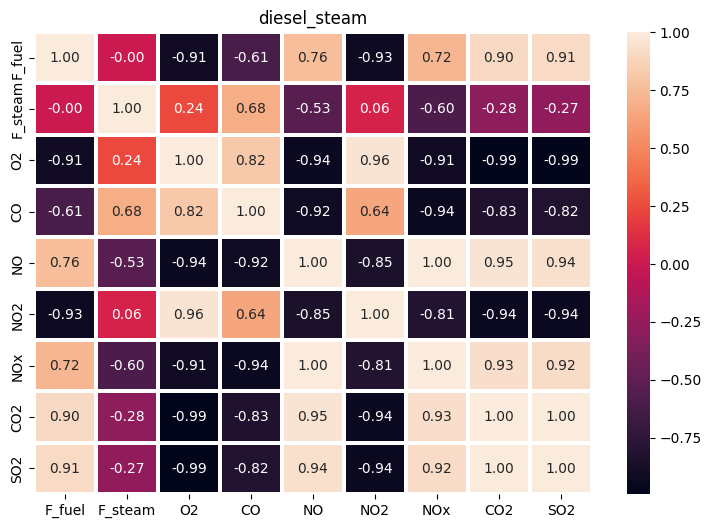 diesel_steam
F_fuel 1.00 -0.00 -0.91 -0.61 0.76 -0.93 0.72 0.90 0.91
F_steam -0.00 1.00 0.24 0.68 -0.53 0.06 -0.60 -0.28 -0.27
O2 -0.91 0.24 1.00 0.82 -0.94 0.96 -0.91 -0.99 -0.99
CO -0.61 0.68 0.82 1.00 -0.92 0.64 -0.94 -0.83 -0.82
NO 0.76 -0.53 -0.94 -0.92 1.00 -0.85 1.00 0.95 0.94
NO2 -0.93 0.06 0.96 0.64 -0.85 1.00 -0.81 -0.94 -0.94
NOx 0.72 -0.60 -0.91 -0.94 1.00 -0.81 1.00 0.93 0.92
CO2 0.90 -0.28 -0.99 -0.83 0.95 -0.94 0.93 1.00 1.00
SO2 0.91 -0.27 -0.99 -0.82 0.94 -0.94 0.92 1.00 1.00
F_fuel F_steam O2 CO NO NO2 NOx CO2 SO2
1.00
0.75
0.50
0.25
0.00
−0.25
−0.50
−0.75